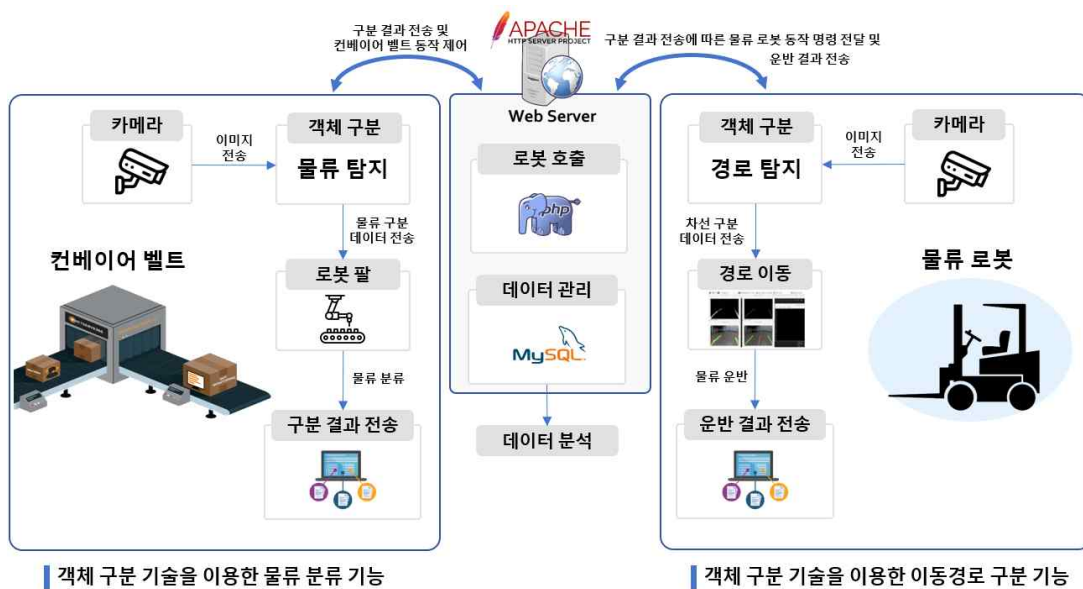 구분 결과 전송 및
컨베이어 벨트 동작 제어
APACHE
HTTP SERVER PROJECT
구분 결과 전송에 따른 물류 로봇 동작 명령 전달 및
운반 결과 전송
카메라
이미지
전송
객체 구분
물류 탐지
물류 구분
데이터 전송
컨베이어 벨트
로봇 팔
물류 분류
구분 결과 전송
Web Server
로봇 호출
php
데이터 관리
MySQL
데이터 분석
객체 구분
경로 탐지
이미지
전송
카메라
차선 구분
데이터 전송
경로 이동
물류 로봇
물류 운반
운반 결과 전송
객체 구분 기술을 이용한 물류 분류 기능
객체 구분 기술을 이용한 이동경로 구분 기능